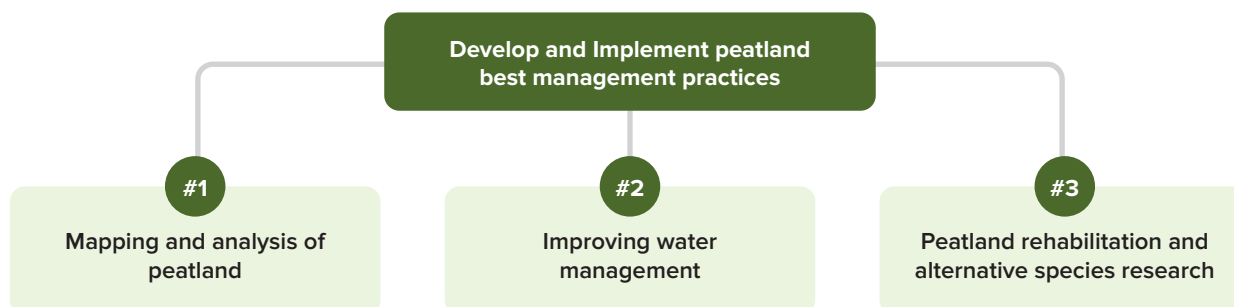 Develop and Implement peatland
best management practices
#1
Mapping and analysis of
peatland
#2
Improving water
management
#3
Peatland rehabilitation and
alternative species research